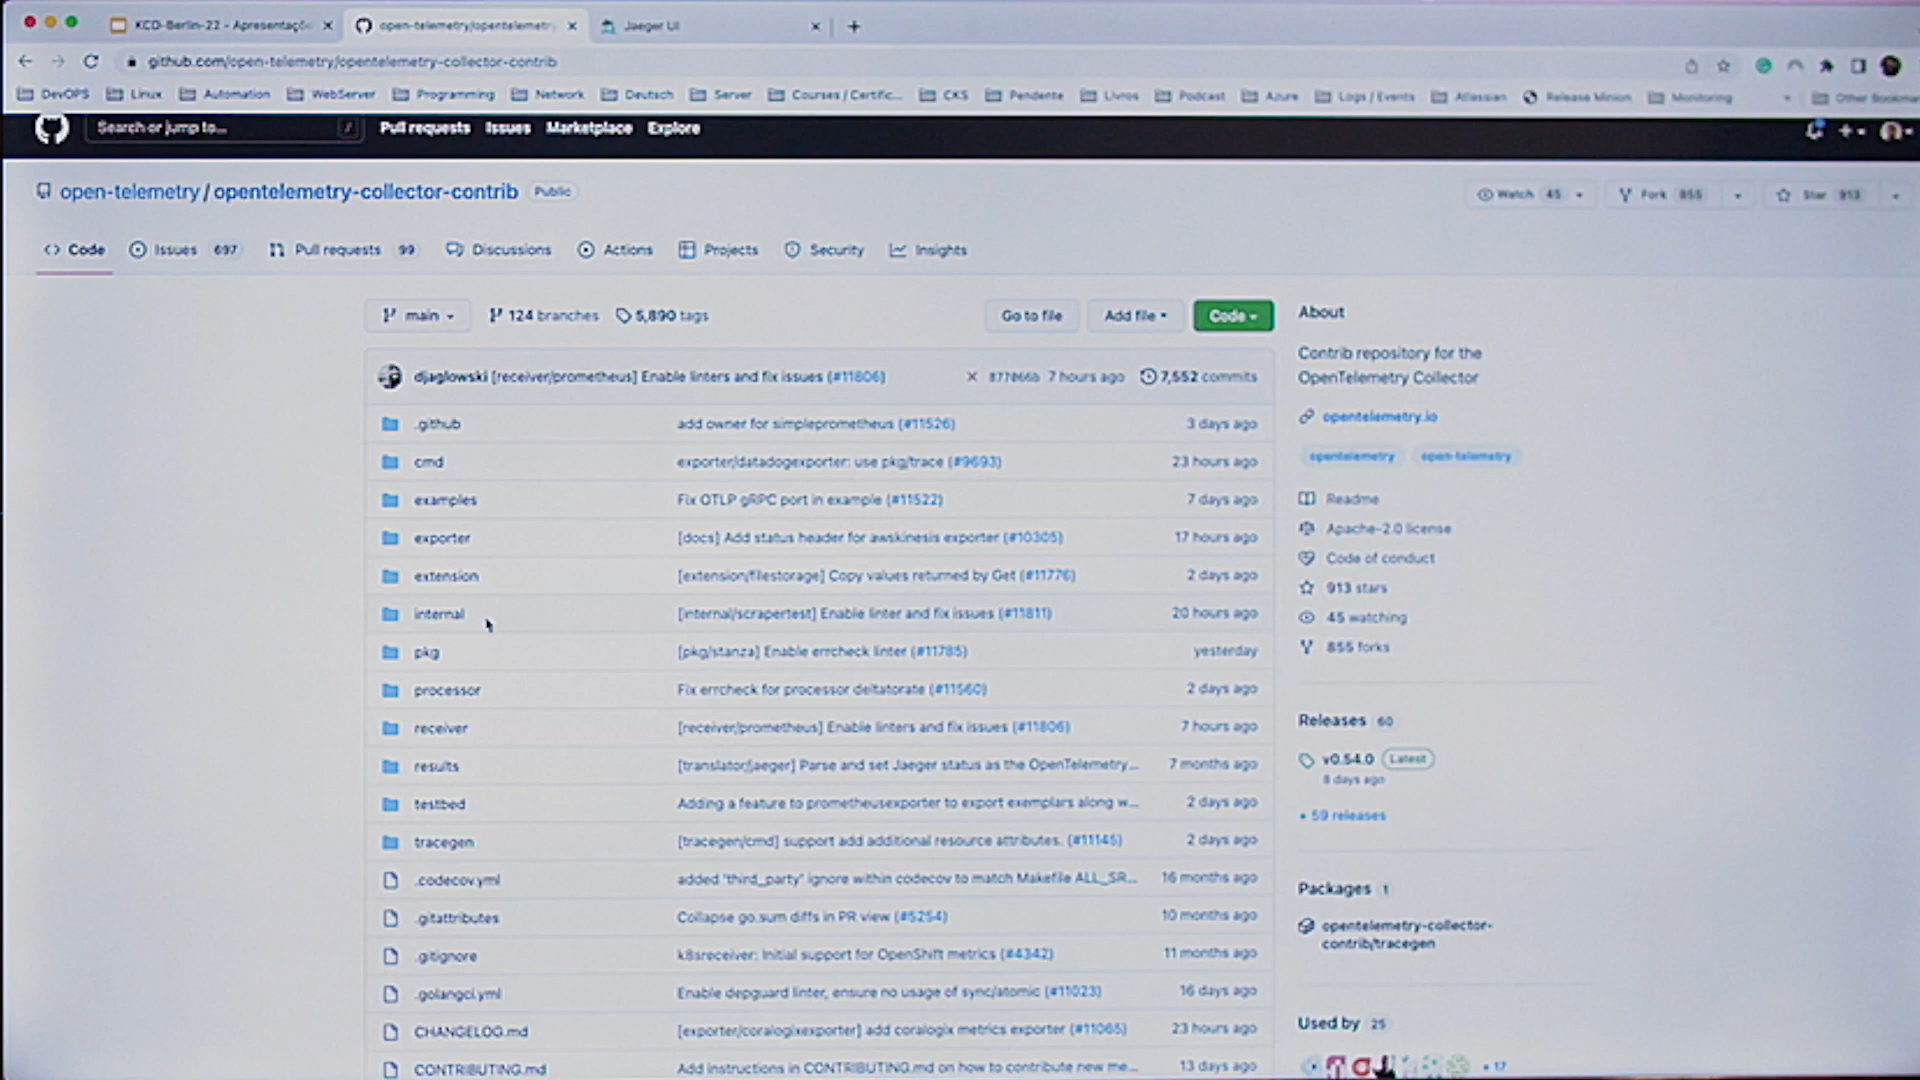 KCD-Berlin-22 - Apresentaçõ
open-telemetry/opentelemetry
Jaeger UI
github.com/open-telemetry/opentelemetry-collector-contrib
DevOPS Linux Automation WebServer Programming Network Deutsch Server Courses / Certific... CKS Pendente Livros Podcast Azure Logs / Events Atlassian Release Minion Monitoring » Other Bookmar
Search or jump to... /
Pull requests Issues Marketplace Explore
open-telemetry / opentelemetry-collector-contrib Public
Watch 45 Fork 855 Star 913
Code Issues 697 Pull requests 99 Discussions Actions Projects Security Insights
main 124 branches 5,890 tags Go to file Add file Code
djaglowski [receiver/prometheus] Enable linters and fix issues (#11806) 7 hours ago 7,552 commits
.github add owner for simpleprometheus (#11526) 3 days ago
cmd exporter/datadogexporter: use pkg/trace (#9693) 23 hours ago
examples Fix OTLP gRPC port in example (#11522) 7 days ago
exporter [docs] Add status header for awskinesis exporter (#10305) 17 hours ago
extension [extension/filestorage] Copy values returned by Get (#11776) 2 days ago
internal [internal/scrapertest] Enable linter and fix issues (#11811) 20 hours ago
pkg [pkg/stanza] Enable errcheck linter (#11785) yesterday
processor Fix errcheck for processor deltatorate (#11560) 2 days ago
receiver [receiver/prometheus] Enable linters and fix issues (#11806) 7 hours ago
results [translator/jaeger] Parse and set Jaeger status as the OpenTelemetry... 7 months ago
testbed Adding a feature to prometheusexporter to export exemplars along w... 2 days ago
tracegen [tracegen/cmd] support add additional resource attributes. (#11145) 2 days ago
.codecov.yml added 'third_party' ignore within codecov to match Makefile ALL_SR... 16 months ago
.gitattributes Collapse go.sum diffs in PR view (#5254) 10 months ago
.gitignore k8sreceiver: Initial support for OpenShift metrics (#4342) 11 months ago
.golangci.yml Enable depguard linter, ensure no usage of sync/atomic (#11023) 16 days ago
CHANGELOG.md [exporter/coralogixexporter] add coralogix metrics exporter (#11065) 23 hours ago
CONTRIBUTING.md Add instructions in CONTRIBUTING.md on how to contribute new me... 13 days ago
About
Contrib repository for the
OpenTelemetry Collector
opentelemetry.io
opentelemetry open-telemetry
Readme
Apache-2.0 license
Code of conduct
913 stars
45 watching
855 forks
Releases 60
v0.54.0 Latest
8 days ago
+ 59 releases
Packages 1
opentelemetry-collector-
contrib/tracegen
Used by 25
+ 17